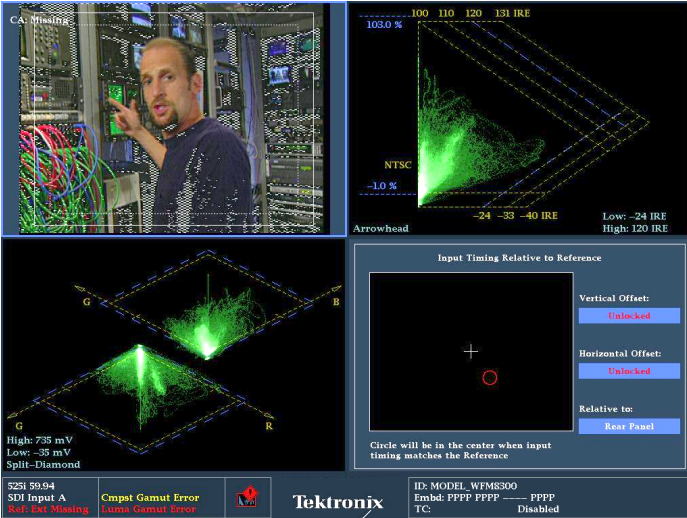 CA: Missing
100 110 120 131 IRE
103.0 %
NTSC
−1.0 %
−24 −33 −40 IRE
Low: −24 IRE
Arrowhead
High: 120 IRE
G
B
G
R
High: 735 mV
Low: −35 mV
Split−Diamond
Input Timing Relative to Reference
Vertical Offset:
Unlocked
Horizontal Offset:
Unlocked
Relative to:
Rear Panel
Circle will be in the center when input
timing matches the Reference
525i 59.94
SDI Input A
Ref: Ext Missing
Cmpst Gamut Error
Luma Gamut Error
Tektronix
ID: MODEL_WFM8300
Embd: PPPP PPPP −−−− PPPP
TC: Disabled